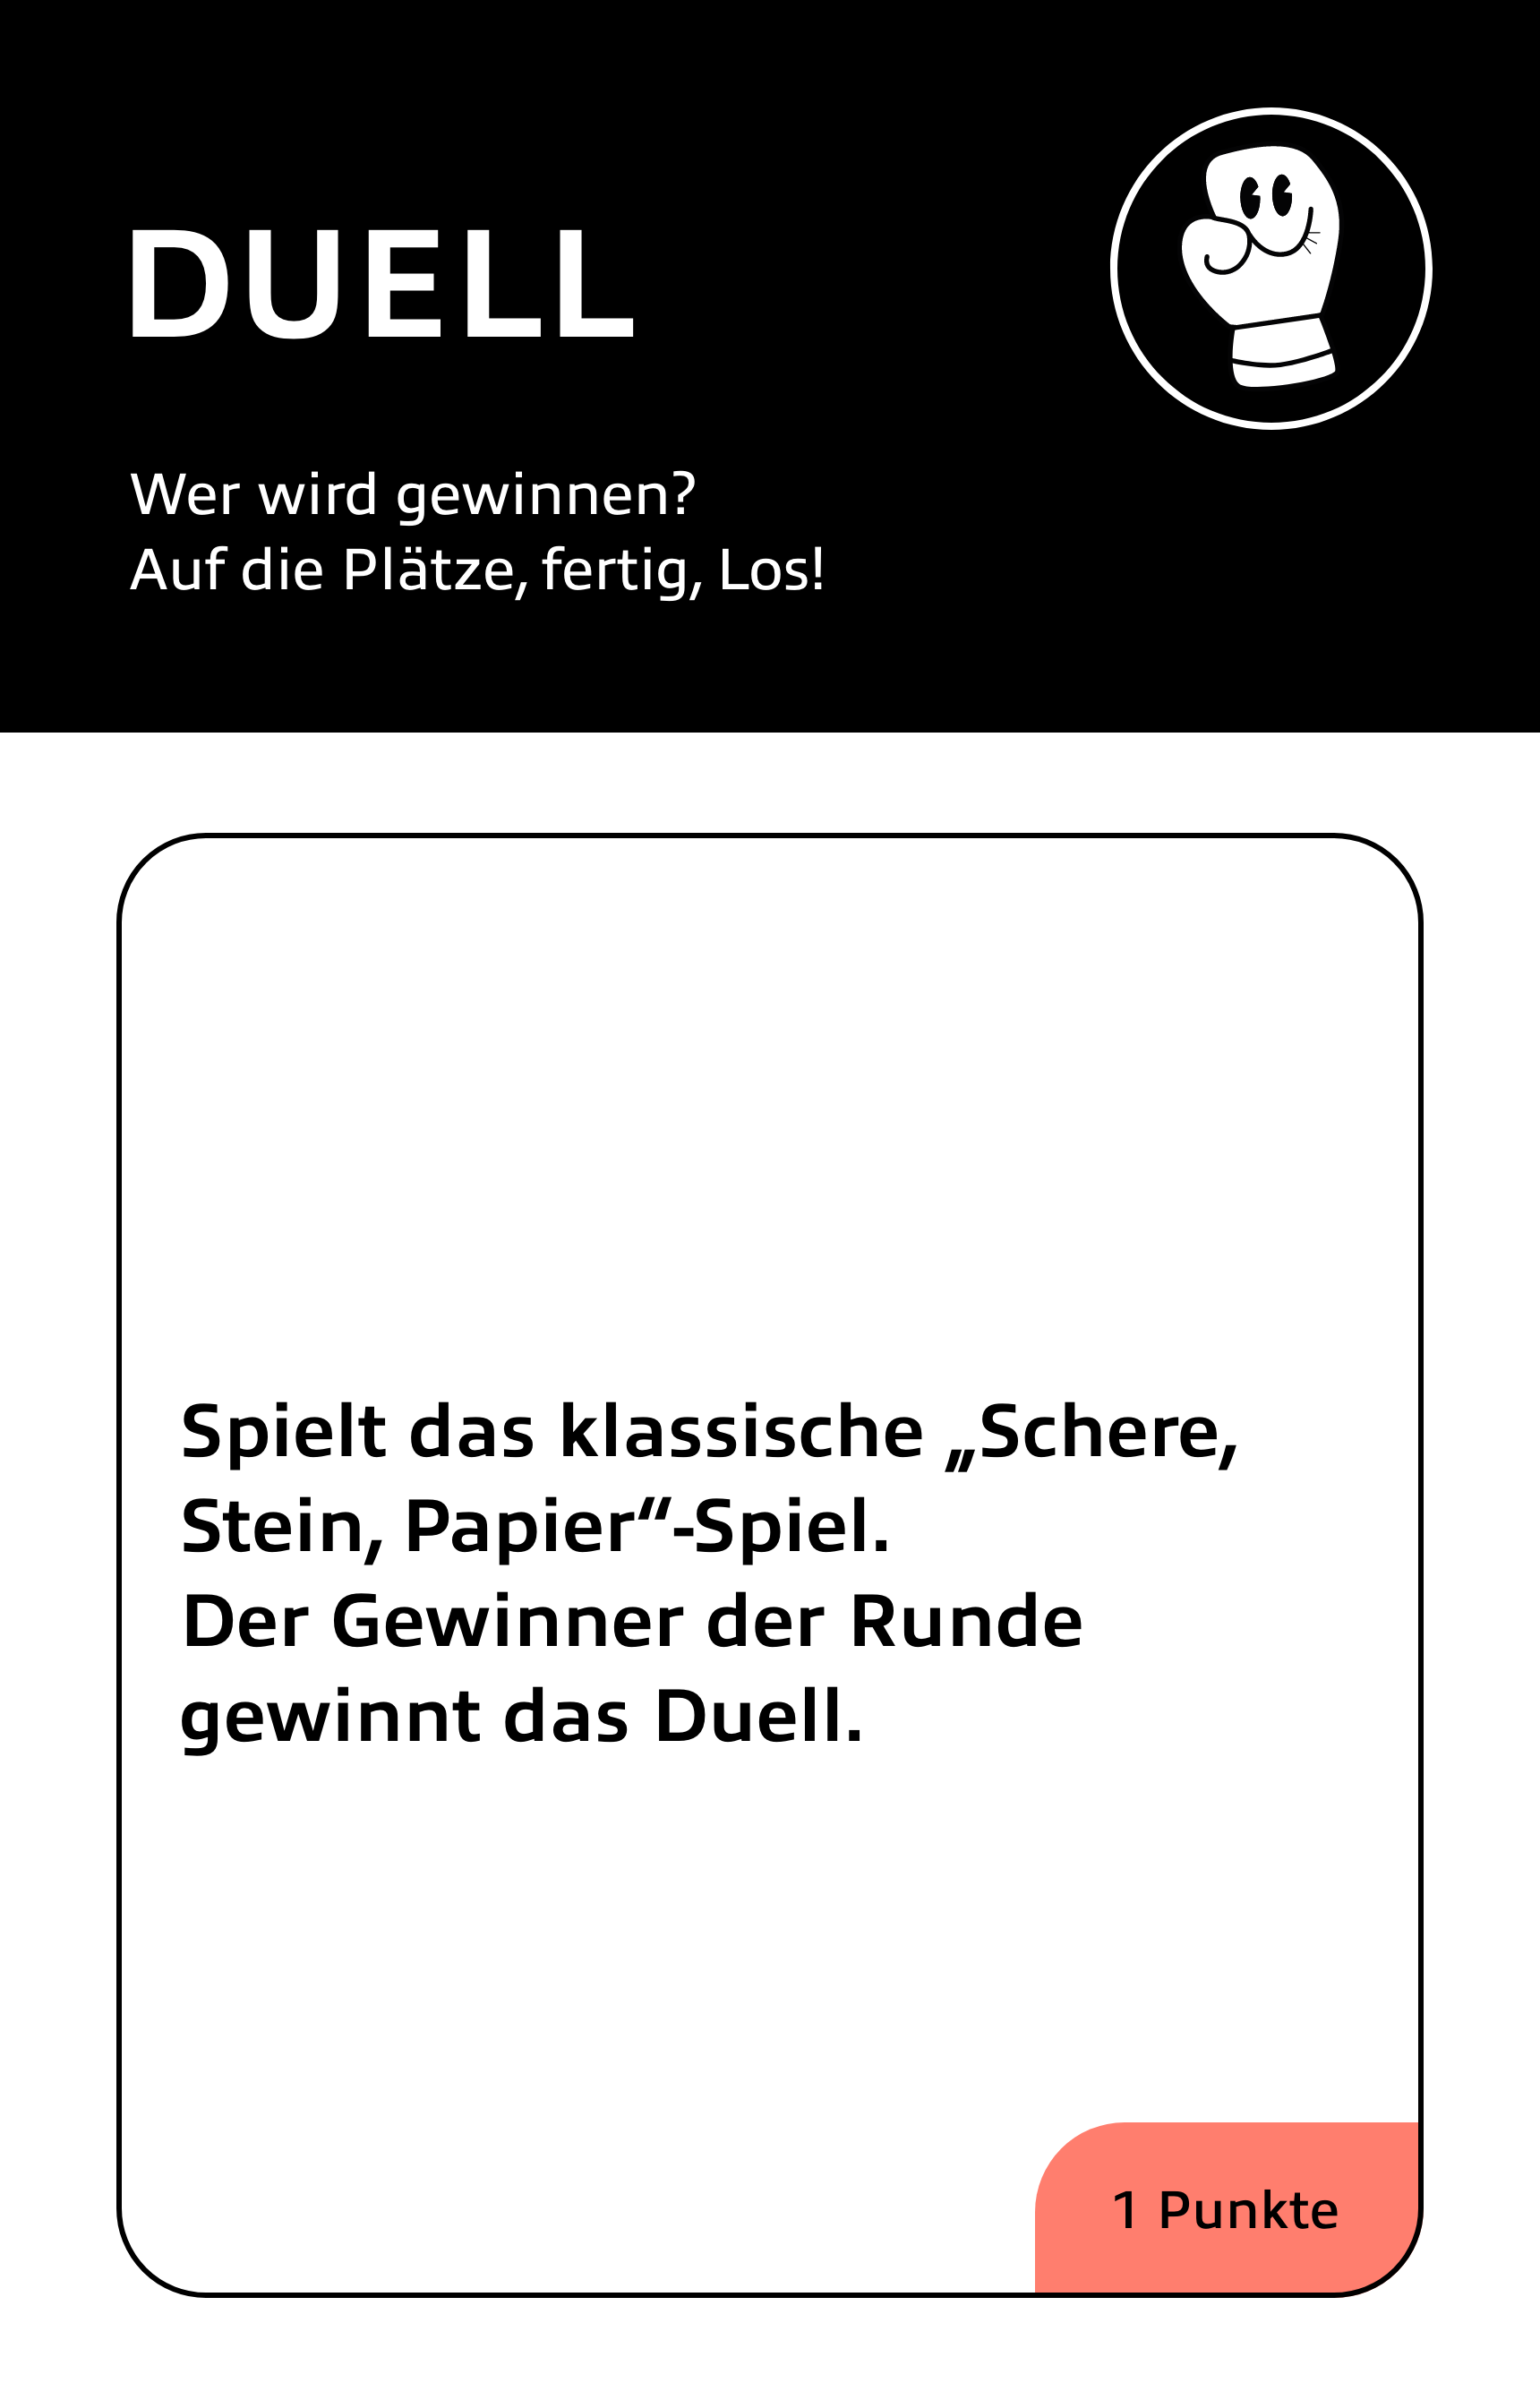 DUELL
Wer wird gewinnen?
Auf die Plätze, fertig, Los!
Spielt das klassische „Schere,
Stein, Papier“-Spiel.
Der Gewinner der Runde
gewinnt das Duell.
1 Punkte